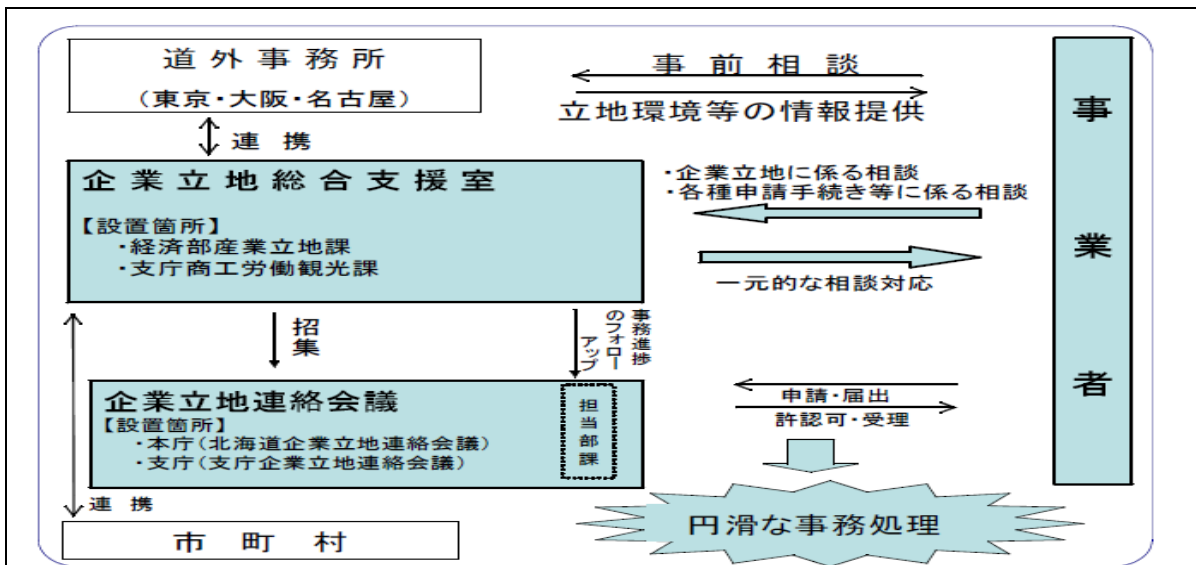 道外事務所
(東京・大阪・名古屋)
連携
事前相談
立地環境等の情報提供
企業立地総合支援室
【設置箇所】
・経済部産業立地課
・支庁商工労働観光課
・企業立地に係る相談
・各種申請手続き等に係る相談
一元的な相談対応
事業者
招集
事務進捗
のフォロー
アップ
企業立地連絡会議
【設置箇所】
・本庁(北海道企業立地連絡会議)
・支庁(支庁企業立地連絡会議)
担当部課
申請・届出
許認可・受理
連携
市町村
円滑な事務処理